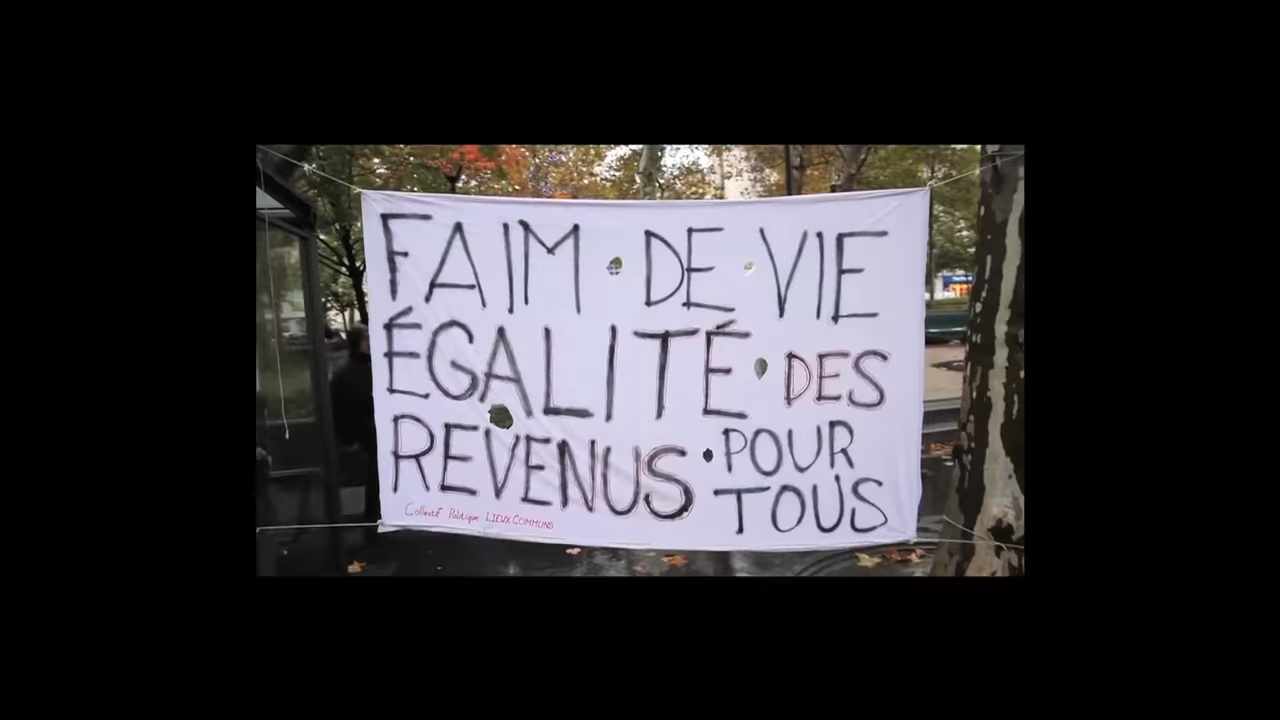 FAIM DE VIE
ÉGALITÉ DES
REVENUS POUR
TOUS
Collectif Politique LIEUX COMMUNS